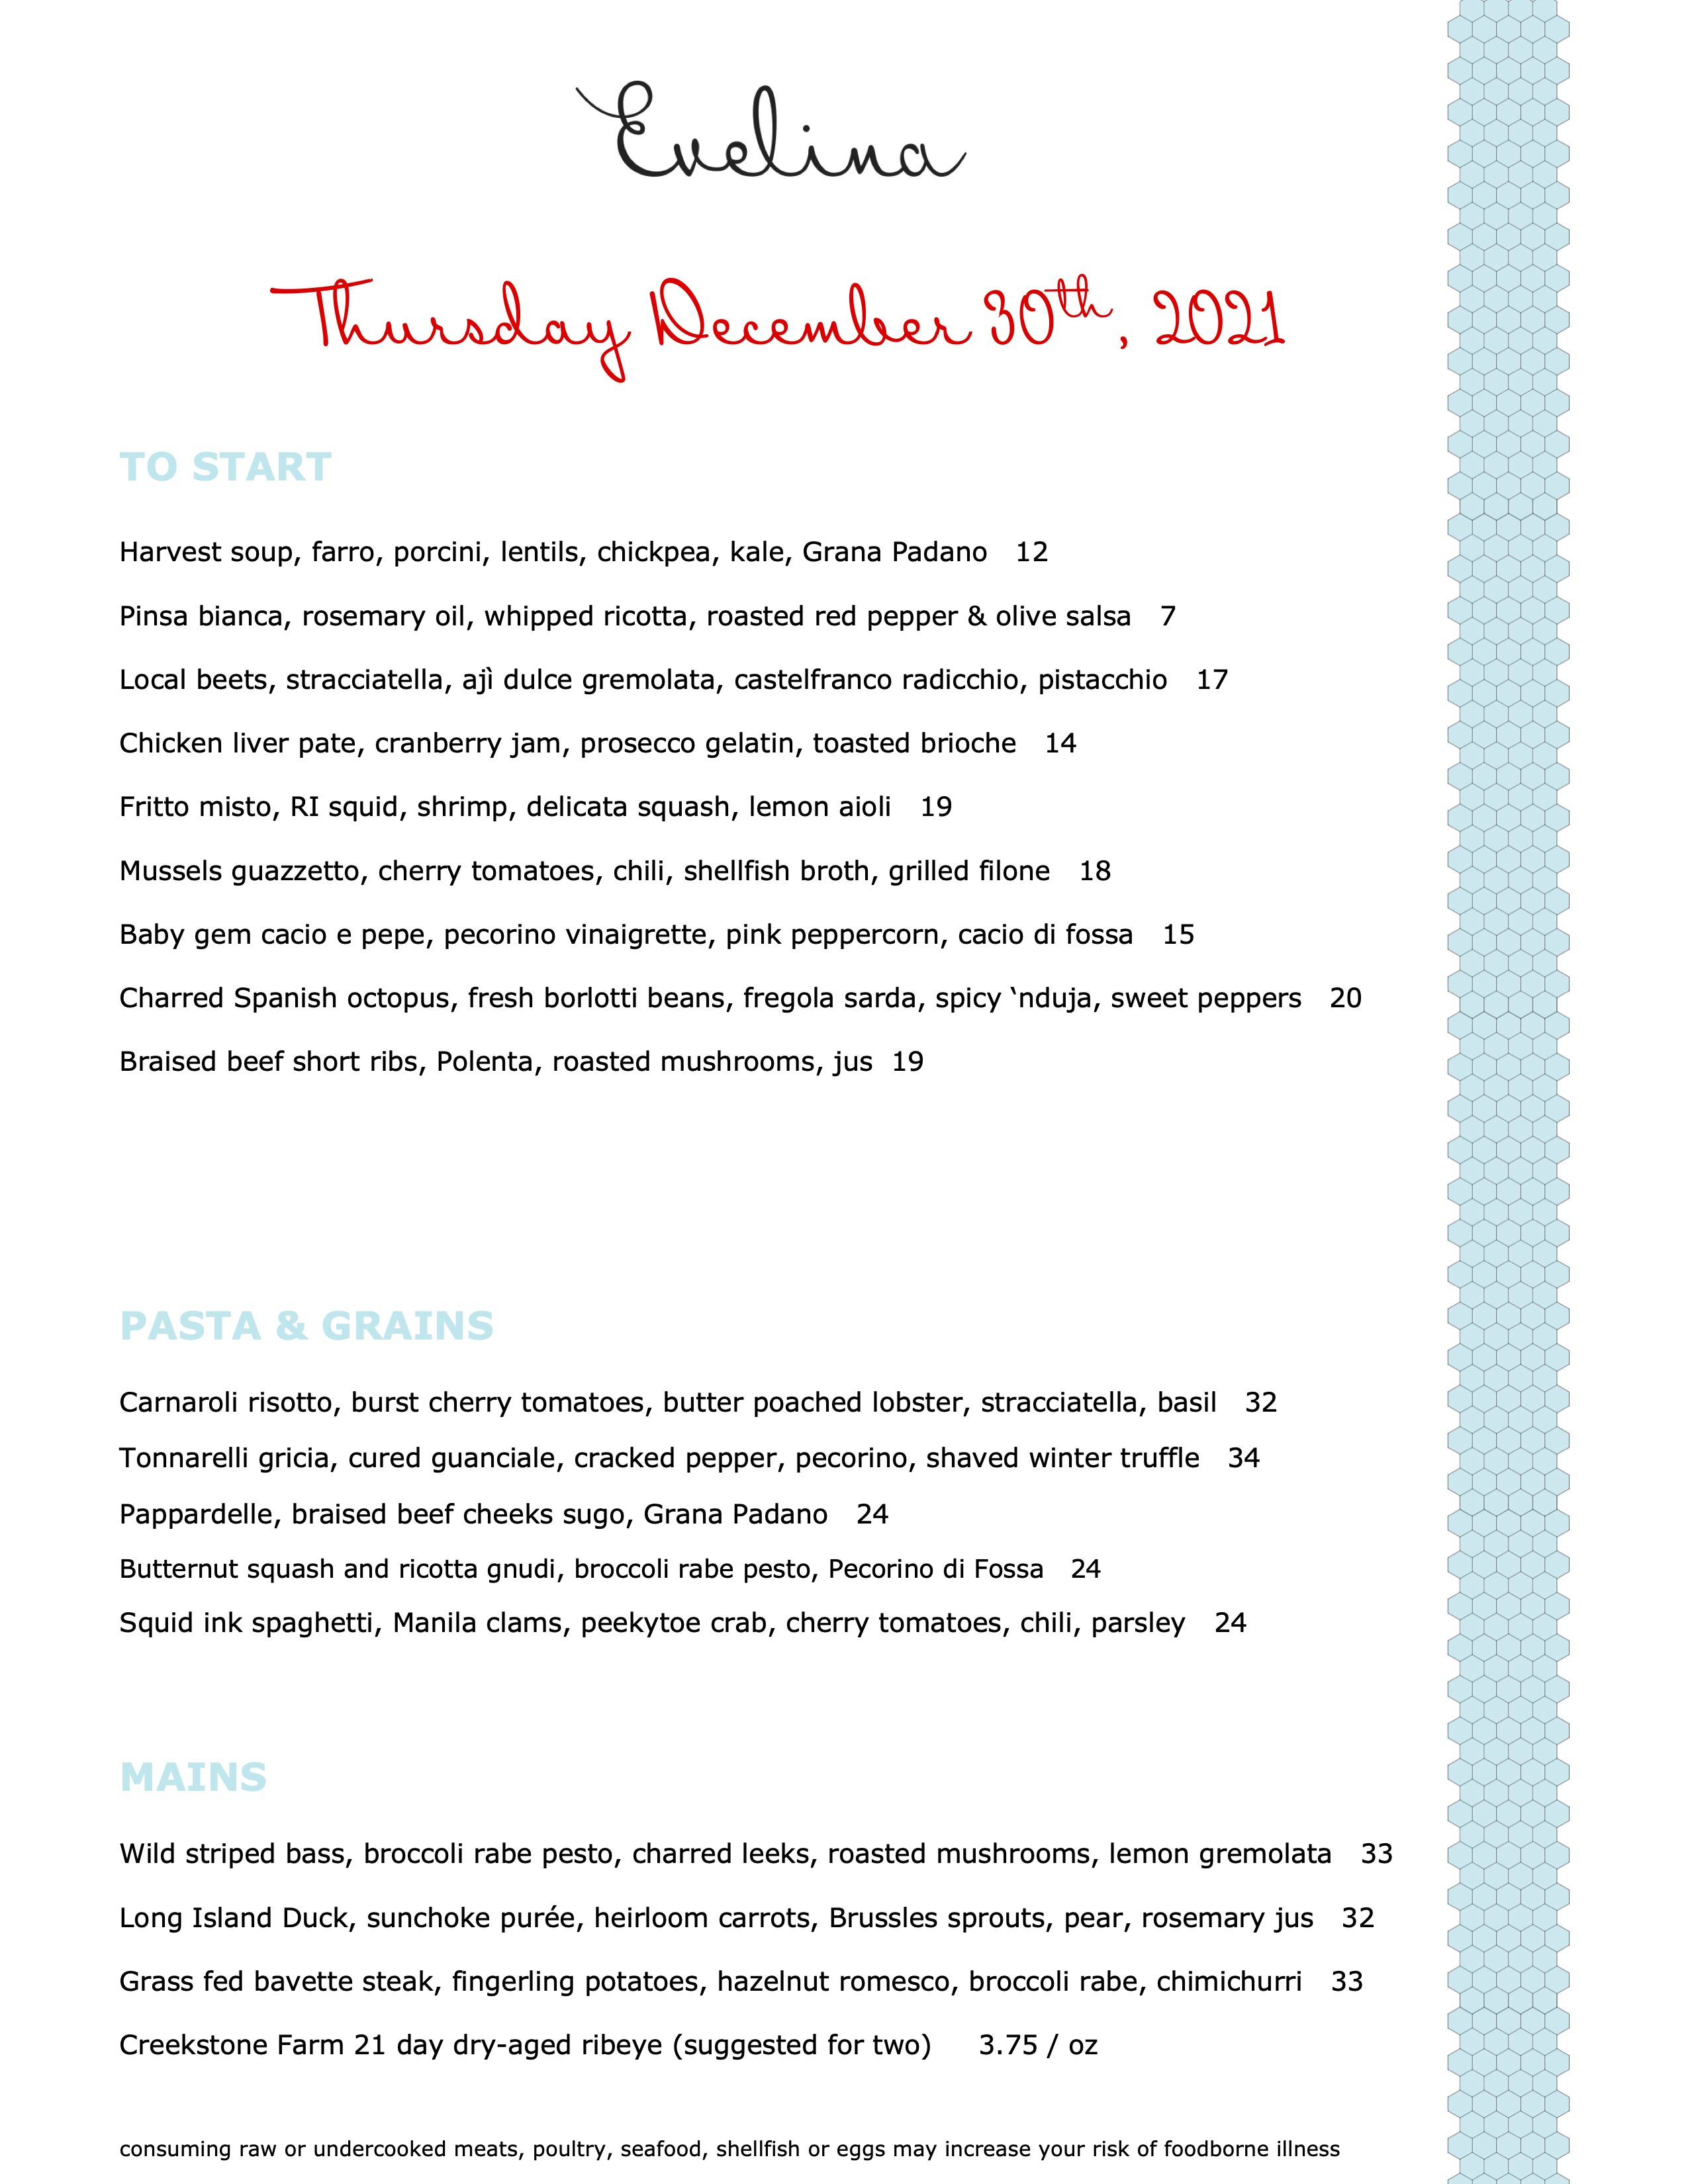 Evelina
Thursday December 30th, 2021
TO START
Harvest soup, farro, porcini, lentils, chickpea, kale, Grana Padano 12
Pinsa bianca, rosemary oil, whipped ricotta, roasted red pepper & olive salsa 7
Local beets, stracciatella, ajì dulce gremolata, castelfranco radicchio, pistacchio 17
Chicken liver pate, cranberry jam, prosecco gelatin, toasted brioche 14
Fritto misto, RI squid, shrimp, delicata squash, lemon aioli 19
Mussels guazzetto, cherry tomatoes, chili, shellfish broth, grilled filone 18
Baby gem cacio e pepe, pecorino vinaigrette, pink peppercorn, cacio di fossa 15
Charred Spanish octopus, fresh borlotti beans, fregola sarda, spicy ‘nduja, sweet peppers 20
Braised beef short ribs, Polenta, roasted mushrooms, jus 19
PASTA & GRAINS
Carnaroli risotto, burst cherry tomatoes, butter poached lobster, stracciatella, basil 32
Tonnarelli gricia, cured guanciale, cracked pepper, pecorino, shaved winter truffle 34
Pappardelle, braised beef cheeks sugo, Grana Padano 24
Butternut squash and ricotta gnudi, broccoli rabe pesto, Pecorino di Fossa 24
Squid ink spaghetti, Manila clams, peekytoe crab, cherry tomatoes, chili, parsley 24
MAINS
Wild striped bass, broccoli rabe pesto, charred leeks, roasted mushrooms, lemon gremolata 33
Long Island Duck, sunchoke purée, heirloom carrots, Brussles sprouts, pear, rosemary jus 32
Grass fed bavette steak, fingerling potatoes, hazelnut romesco, broccoli rabe, chimichurri 33
Creekstone Farm 21 day dry-aged ribeye (suggested for two) 3.75 / oz
consuming raw or undercooked meats, poultry, seafood, shellfish or eggs may increase your risk of foodborne illness